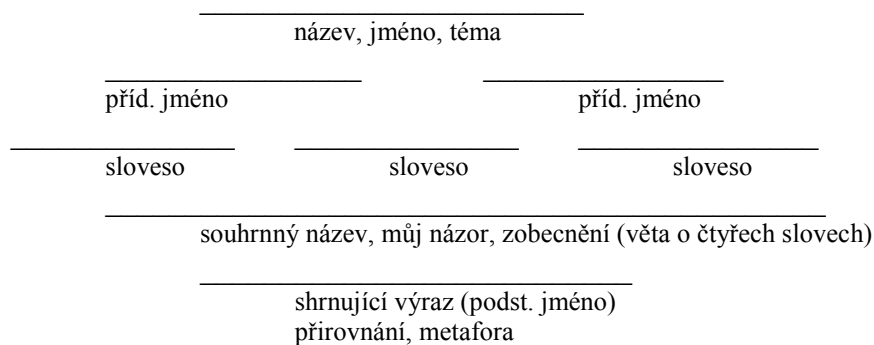 název, jméno, téma
příd. jméno příd. jméno
sloveso sloveso sloveso
souhrnný název, můj názor, zobecnění (věta o čtyřech slovech)
shrnující výraz (podst. jméno)
přirovnání, metafora